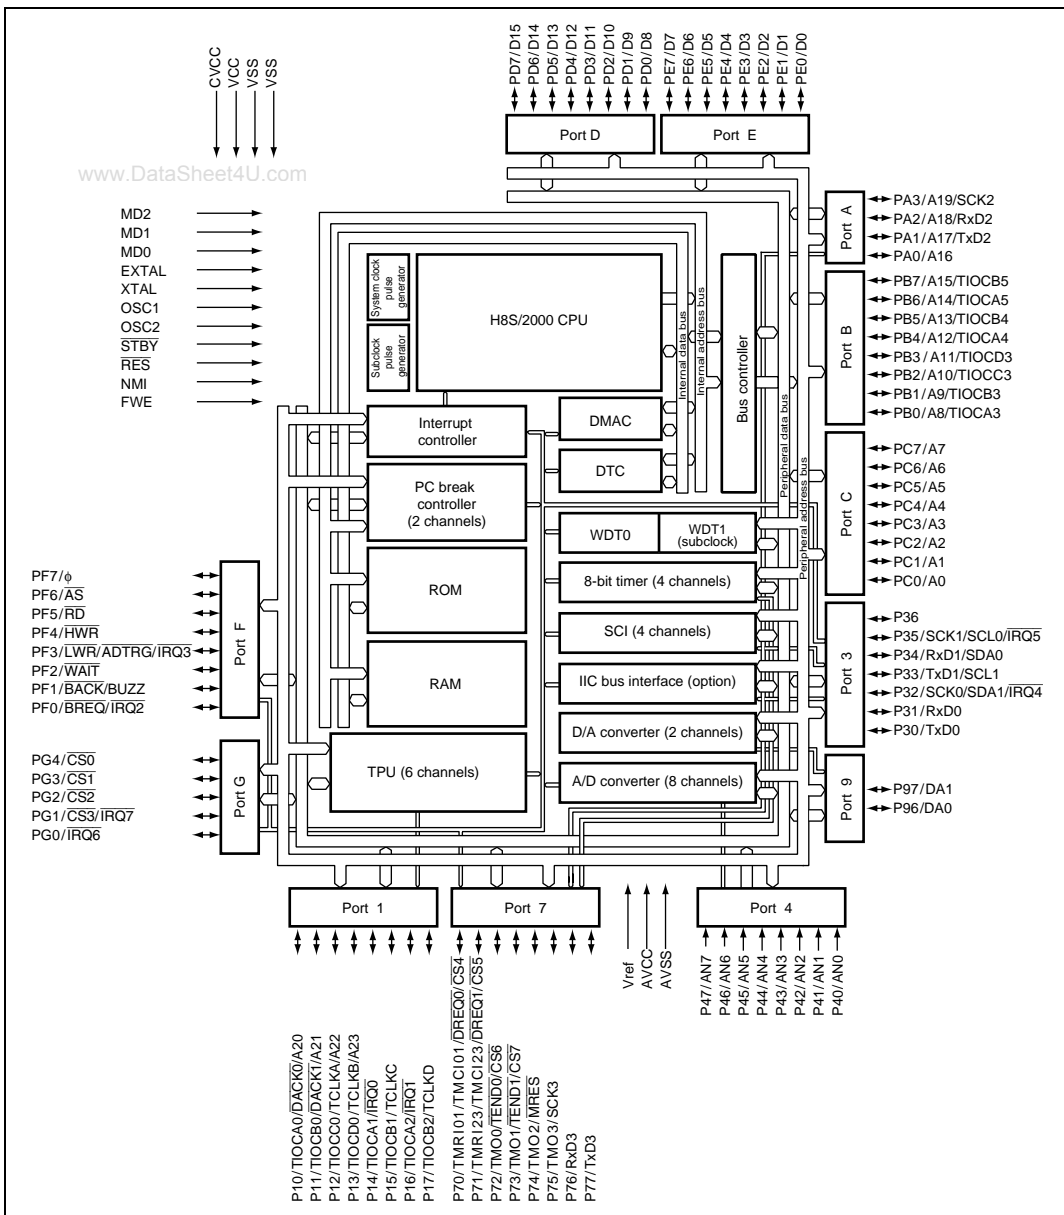 CVCC
VCC
VSS
VSS
PD7/D15
PD6/D14
PD5/D13
PD4/D12
PD3/D11
PD2/D10
PD1/D9
PD0/D8
PE7/D7
PE6/D6
PE5/D5
PE4/D4
PE3/D3
PE2/D2
PE1/D1
PE0/D0
Port D
Port E
www.DataSheet4U.com
MD2
MD1
MD0
EXTAL
XTAL
OSC1
OSC2
STBY
RES
NMI
FWE
System clock
pulse
generator
Subclock
pulse
generator
H8S/2000 CPU
Internal data bus
Internal address bus
Bus controller
Peripheral data bus
Peripheral address bus
Interrupt
controller
DMAC
PC break
controller
(2 channels)
DTC
WDT0
WDT1
(subclock)
ROM
8-bit timer (4 channels)
SCI (4 channels)
RAM
IIC bus interface (option)
D/A converter (2 channels)
TPU (6 channels)
A/D converter (8 channels)
Port A
PA3/A19/SCK2
PA2/A18/RxD2
PA1/A17/TxD2
PA0/A16
Port B
PB7/A15/TIOCB5
PB6/A14/TIOCA5
PB5/A13/TIOCB4
PB4/A12/TIOCA4
PB3/A11/TIOCD3
PB2/A10/TIOCC3
PB1/A9/TIOCB3
PB0/A8/TIOCA3
Port C
PC7/A7
PC6/A6
PC5/A5
PC4/A4
PC3/A3
PC2/A2
PC1/A1
PC0/A0
Port 3
P36
P35/SCK1/SCL0/IRQ5
P34/RxD1/SDA0
P33/TxD1/SCL1
P32/SCK0/SDA1/IRQ4
P31/RxD0
P30/TxD0
Port 9
P97/DA1
P96/DA0
PF7/ϕ
PF6/AS
PF5/RD
PF4/HWR
PF3/LWR/ADTRG/IRQ3
PF2/WAIT
PF1/BACK/BUZZ
PF0/BREQ/IRQ2
Port F
PG4/CS0
PG3/CS1
PG2/CS2
PG1/CS3/IRQ7
PG0/IRQ6
Port G
Port 1
Port 7
Port 4
P10/TIOCA0/DACK0/A20
P11/TIOCB0/DACK1/A21
P12/TIOCC0/TCLKA/A22
P13/TIOCD0/TCLKB/A23
P14/TIOCA1/IRQ0
P15/TIOCB1/TCLKC
P16/TIOCA2/IRQ1
P17/TIOCB2/TCLKD
P70/TMRI01/TMCI01/DREQ0/CS4
P71/TMRI23/TMCI23/DREQ1/CS5
P72/TMO0/TEND0/CS6
P73/TMO1/TEND1/CS7
P74/TMO2/MRES
P75/TMO3/SCK3
P76/RxD3
P77/TxD3
Vref
AVCC
AVSS
P47/AN7
P46/AN6
P45/AN5
P44/AN4
P43/AN3
P42/AN2
P41/AN1
P40/AN0